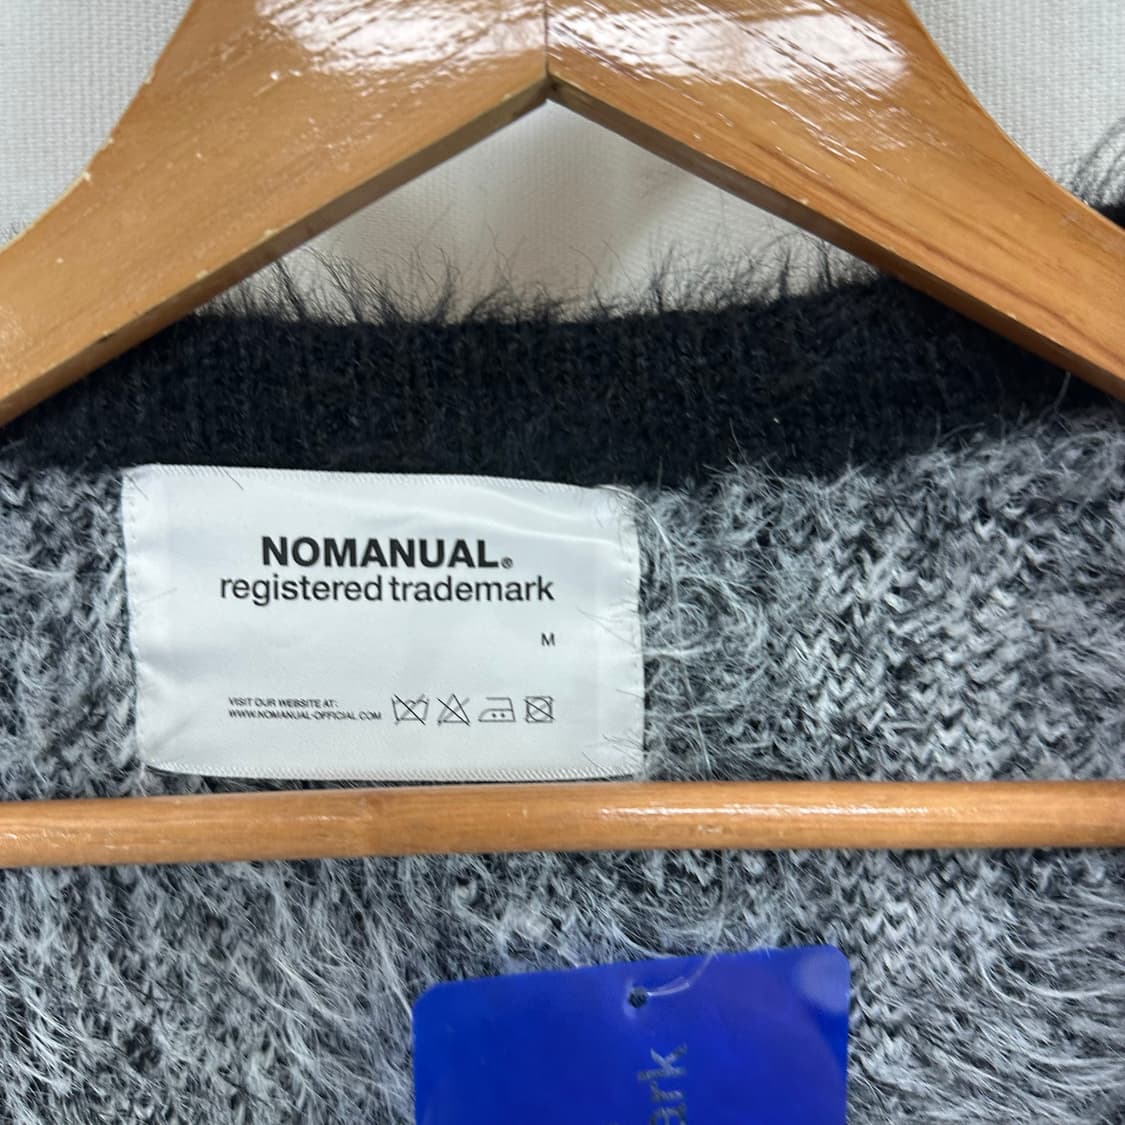 NOMANUAL®
registered trademark
M
VISIT OUR WEBSITE AT:
WWW.NOMANUAL-OFFICIAL.COM
ark